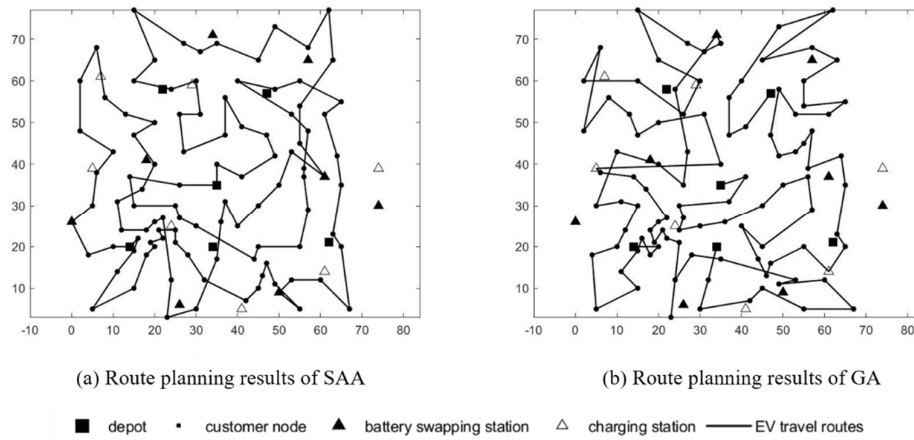 70
60
50
40
30
20
10
-10 0 10 20 30 40 50 60 70 80
(a) Route planning results of SAA
70
60
50
40
30
20
10
-10 0 10 20 30 40 50 60 70 80
(b) Route planning results of GA
depot customer node battery swapping station charging station EV travel routes